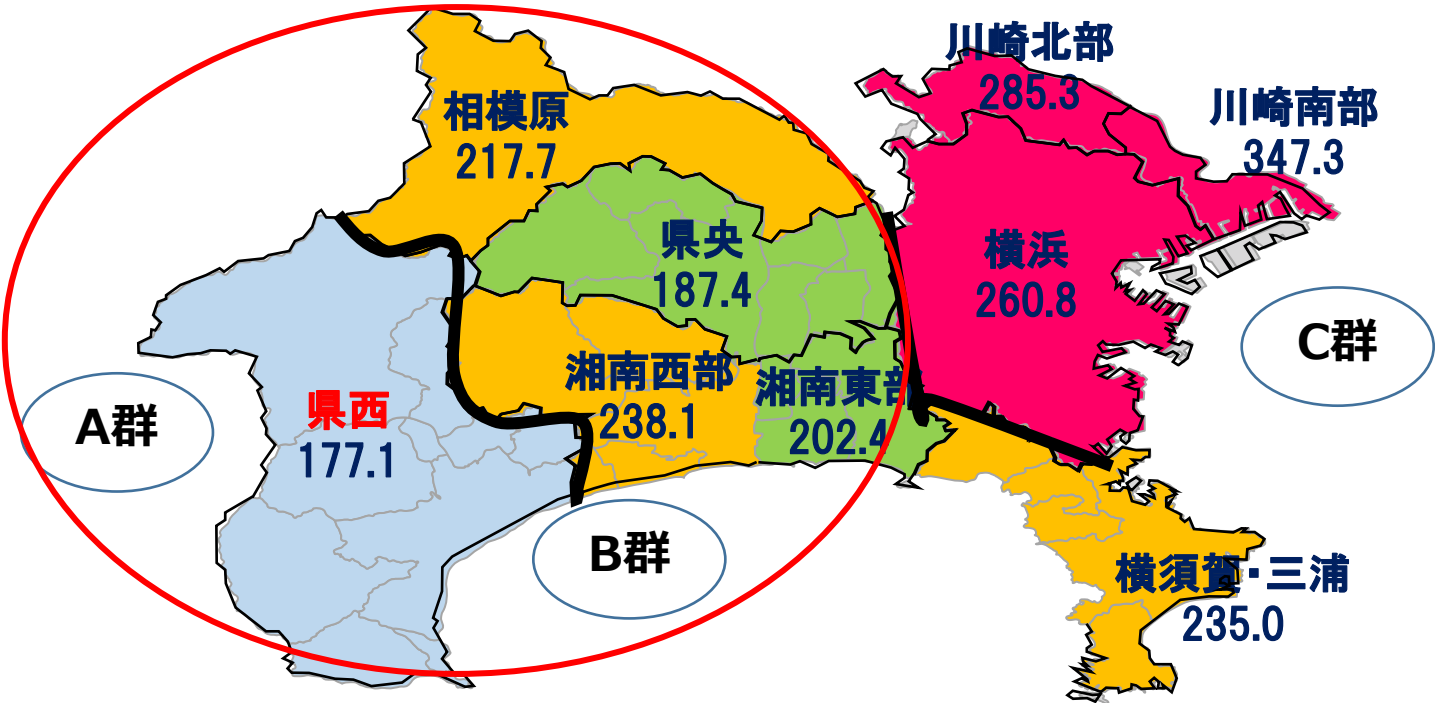 川崎北部
285.3
相模原
217.7
川崎南部
347.3
県央
187.4
横浜
260.8
C群
湘南西部
238.1
湘南東部
202.4
県西
177.1
A群
B群
横須賀・三浦
235.0